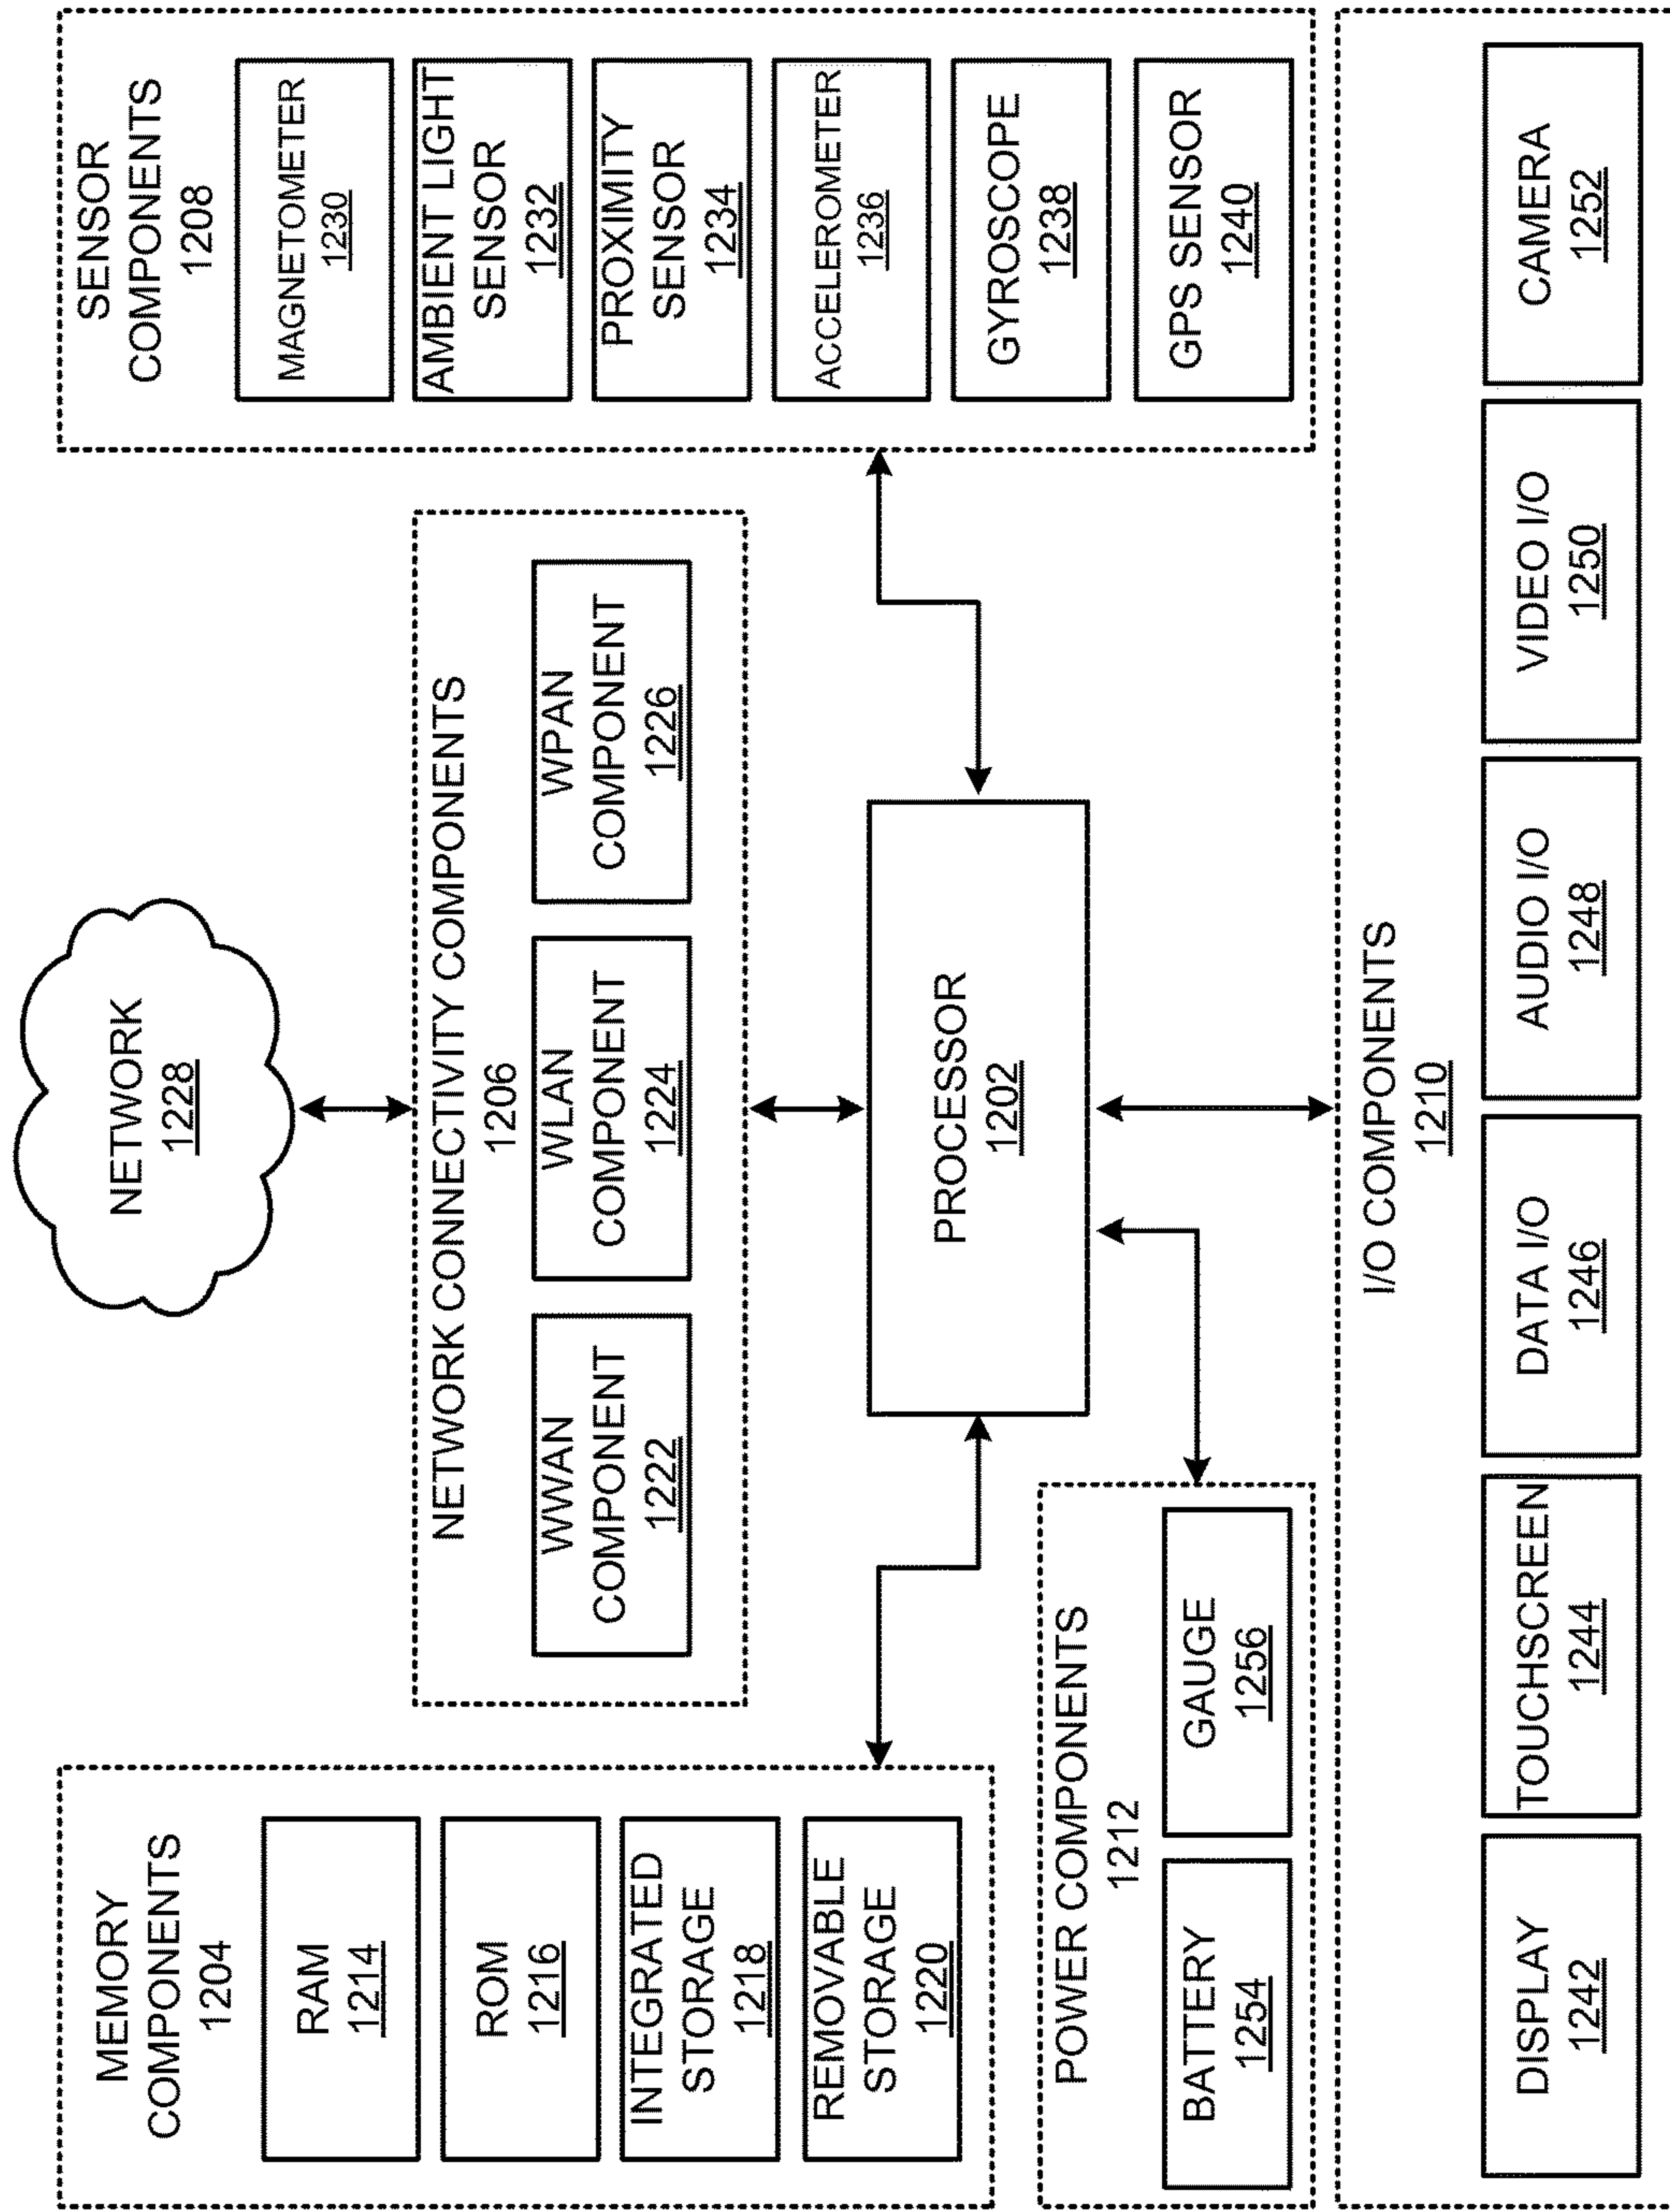 MEMORY
COMPONENTS
1204
RAM
1214
ROM
1216
INTEGRATED
STORAGE
1218
REMOVABLE
STORAGE
1220
NETWORK
1228
NETWORK CONNECTIVITY COMPONENTS
1206
WWAN
COMPONENT
1222
WLAN
COMPONENT
1224
WPAN
COMPONENT
1226
SENSOR
COMPONENTS
1208
MAGNETOMETER
1230
AMBIENT LIGHT
SENSOR
1232
PROXIMITY
SENSOR
1234
ACCELEROMETER
1236
GYROSCOPE
1238
GPS SENSOR
1240
PROCESSOR
1202
POWER COMPONENTS
1212
BATTERY
1254
GAUGE
1256
I/O COMPONENTS
1210
DISPLAY
1242
TOUCHSCREEN
1244
DATA I/O
1246
AUDIO I/O
1248
VIDEO I/O
1250
CAMERA
1252